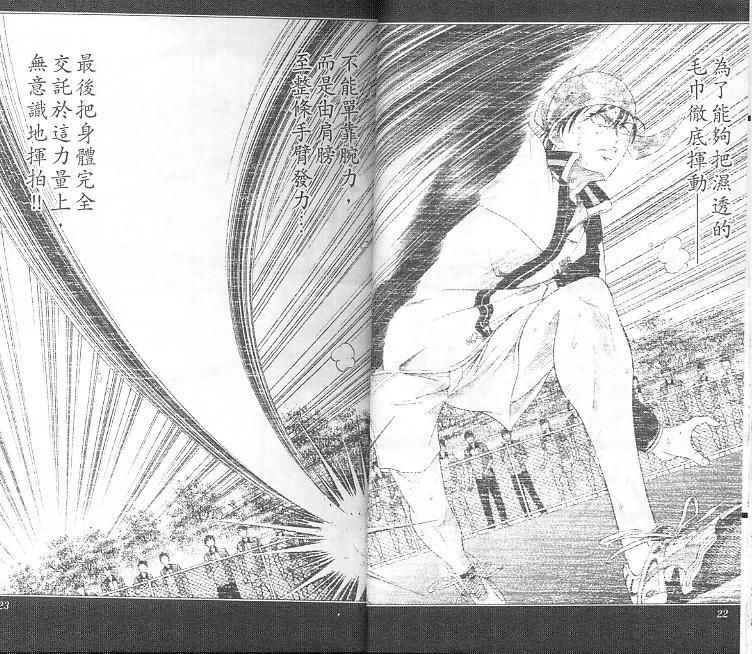 為了能夠把濕透的
毛巾徹底揮動——
不能單靠腕力，
而是由肩膀
至整條手臂發力……
最後把身體完全
交託於這力量上，
無意識地揮拍!!
23
22